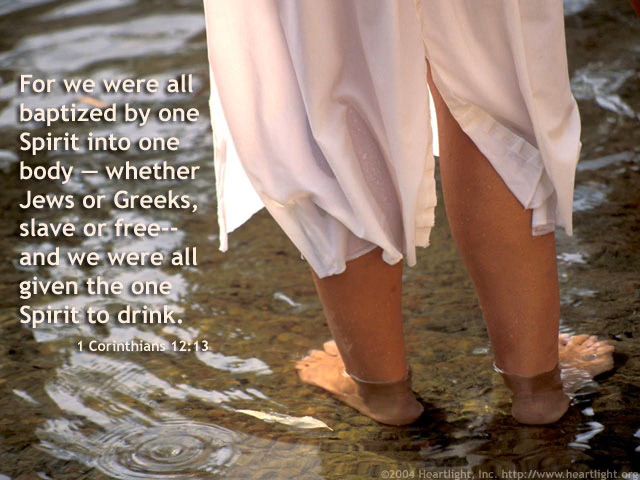 For we were all
baptized by one
Spirit into one
body — whether
Jews or Greeks,
slave or free--
and we were all
given the one
Spirit to drink.
1 Corinthians 12:13
©2004 Heartlight, Inc. http://www.heartlight.org